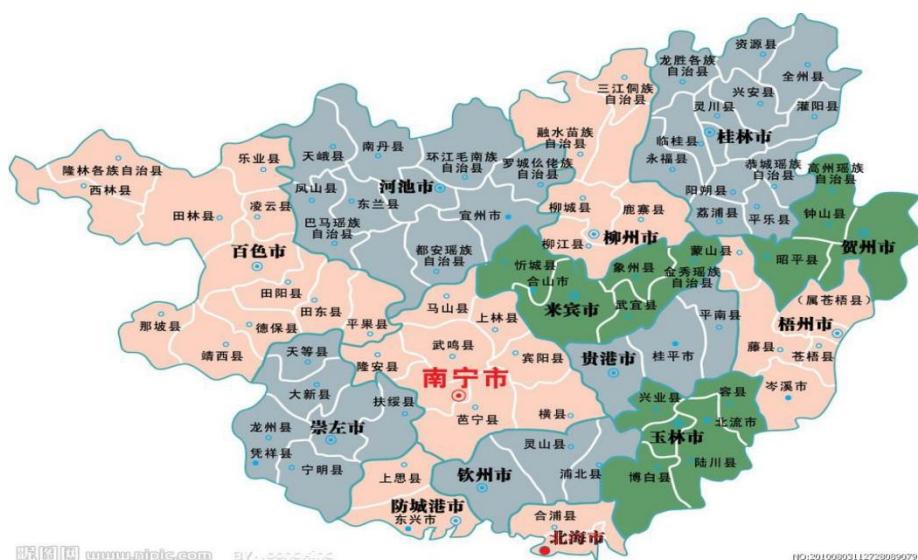 资源县
龙胜各族
自治县
全州县
三江侗族
自治县
兴安县
灵川县
灌阳县
融水苗族
自治县
临桂县
桂林市
南丹县
天峨县
环江毛南族
自治县
罗城仫佬族
自治县
永福县
恭城瑶族
自治县
高州瑶族
自治县
乐业县
隆林各族自治县
西林县
凤山县
河池市
东兰县
阳朔县
田林县
凌云县
巴马瑶族
自治县
宜州市
柳城县
鹿寨县
荔浦县
平乐县
钟山县
贺州市
都安瑶族
自治县
柳江县
柳州市
蒙山县
昭平县
百色市
忻城县
合山市
象州县
金秀瑶族
自治县
田阳县
田东县
平果县
马山县
上林县
来宾市
武宜县
平南县
(属苍梧县)
梧州市
那坡县
德保县
靖西县
天等县
隆安县
武鸣县
宾阳县
贵港市
桂平市
藤县
苍梧县
岑溪市
南宁市
大新县
扶绥县
芭宁县
横县
兴业县
容县
北流市
龙州县
崇左市
凭祥县
宁明县
玉林市
陆川县
博白县
上思县
钦州市
灵山县
浦北县
防城港市
东兴市
合浦县
北海市
昵图网 www.nipic.com
NO:20100803112728089079